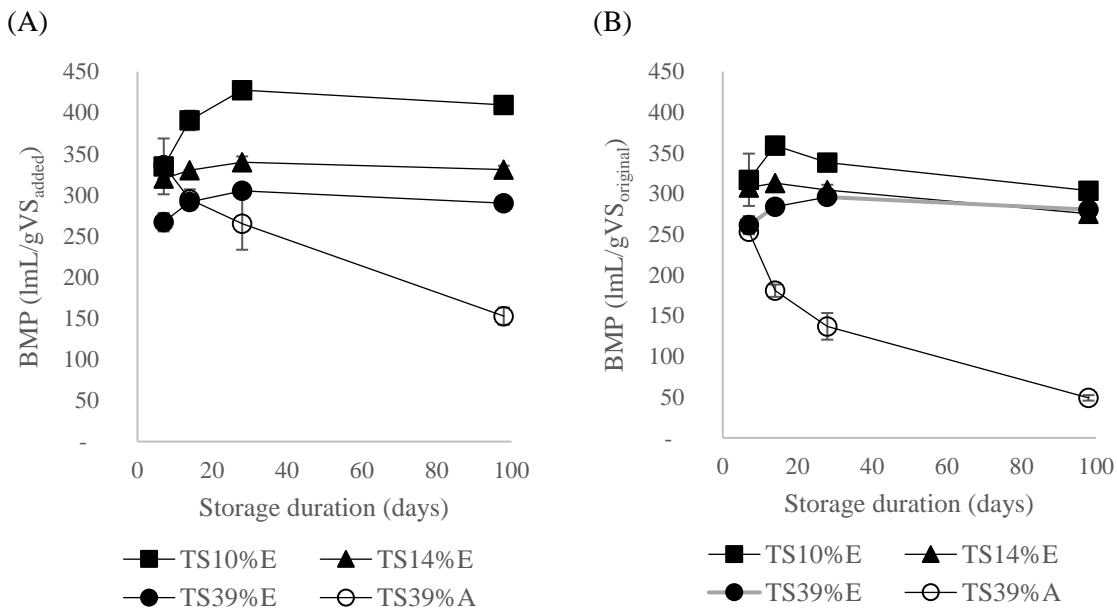 (A)
BMP (lmL/gVSadded)
450
400
350
300
250
200
150
100
50
-
0 20 40 60 80 100
Storage duration (days)
TS10%E TS14%E
TS39%E TS39%A
(B)
BMP (lmL/gVSoriginal)
450
400
350
300
250
200
150
100
50
-
0 20 40 60 80 100
Storage duration (days)
TS10%E TS14%E
TS39%E TS39%A